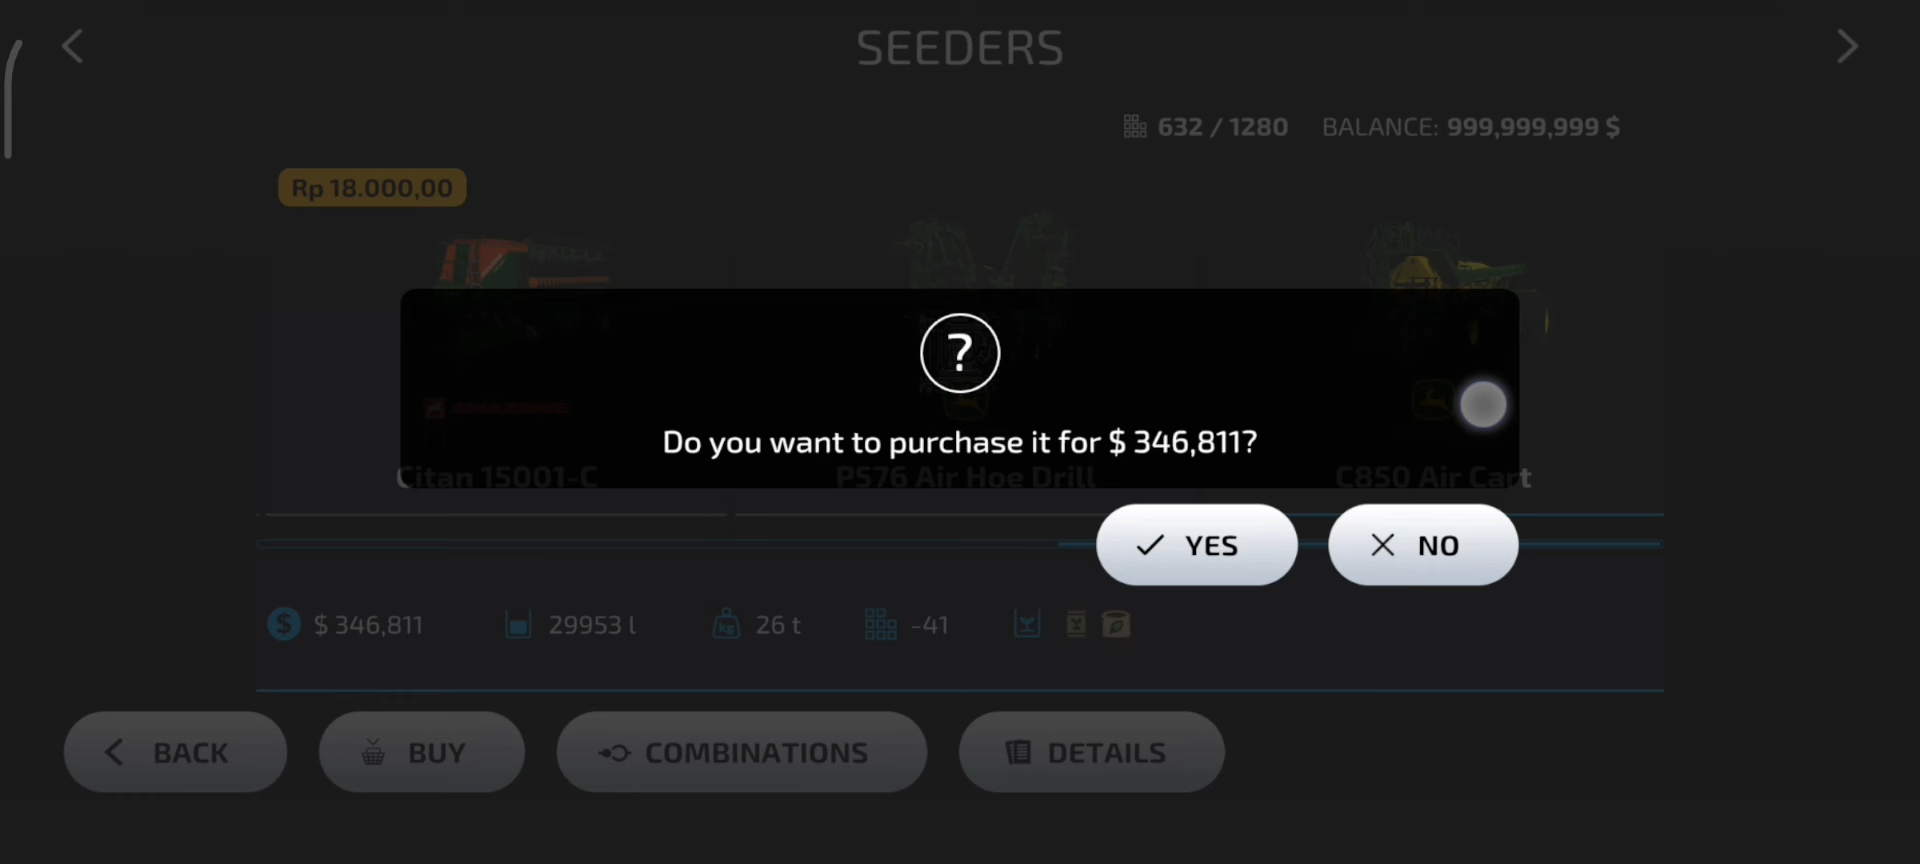 SEEDERS
632 / 1280 BALANCE: 999,999,999 $
Rp 18.000,00
?
AMAZONE
Do you want to purchase it for $ 346,811?
Citan 15001-C P576 Air Hoe Drill C850 Air Cart
YES NO
$ $ 346,811 29953 l kg 26 t -41
BACK BUY COMBINATIONS DETAILS